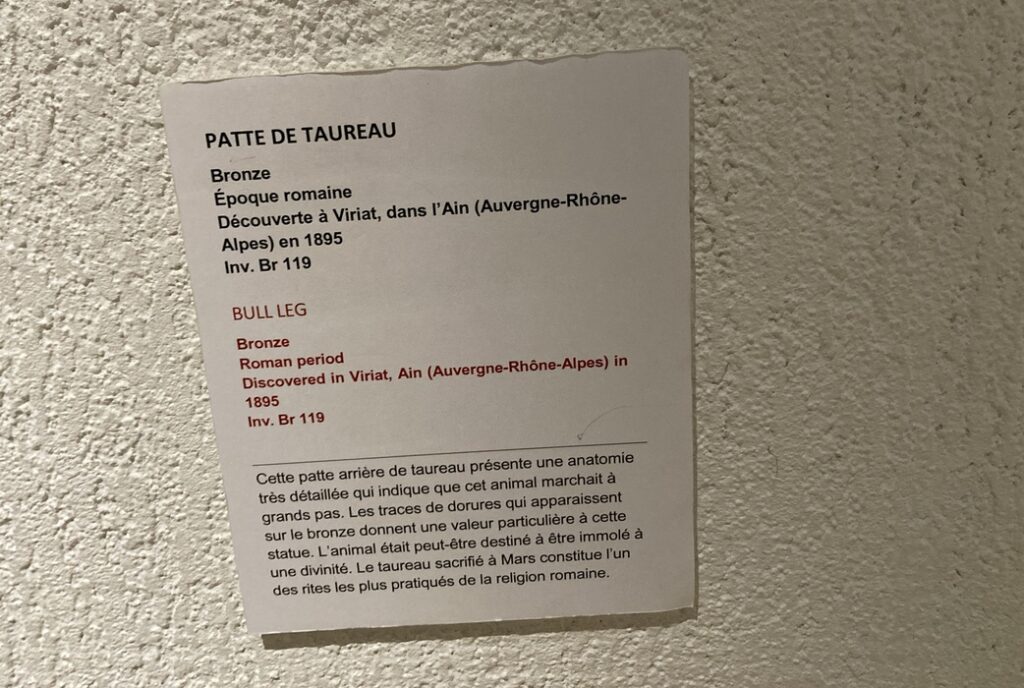 PATTE DE TAUREAU
Bronze
Époque romaine
Découverte à Viriat, dans l’Ain (Auvergne-Rhône-
Alpes) en 1895
Inv. Br 119
BULL LEG
Bronze
Roman period
Discovered in Viriat, Ain (Auvergne-Rhône-Alpes) in
1895
Inv. Br 119
Cette patte arrière de taureau présente une anatomie
très détaillée qui indique que cet animal marchait à
grands pas. Les traces de dorures qui apparaissent
sur le bronze donnent une valeur particulière à cette
statue. L’animal était peut-être destiné à être immolé à
une divinité. Le taureau sacrifié à Mars constitue l’un
des rites les plus pratiqués de la religion romaine.